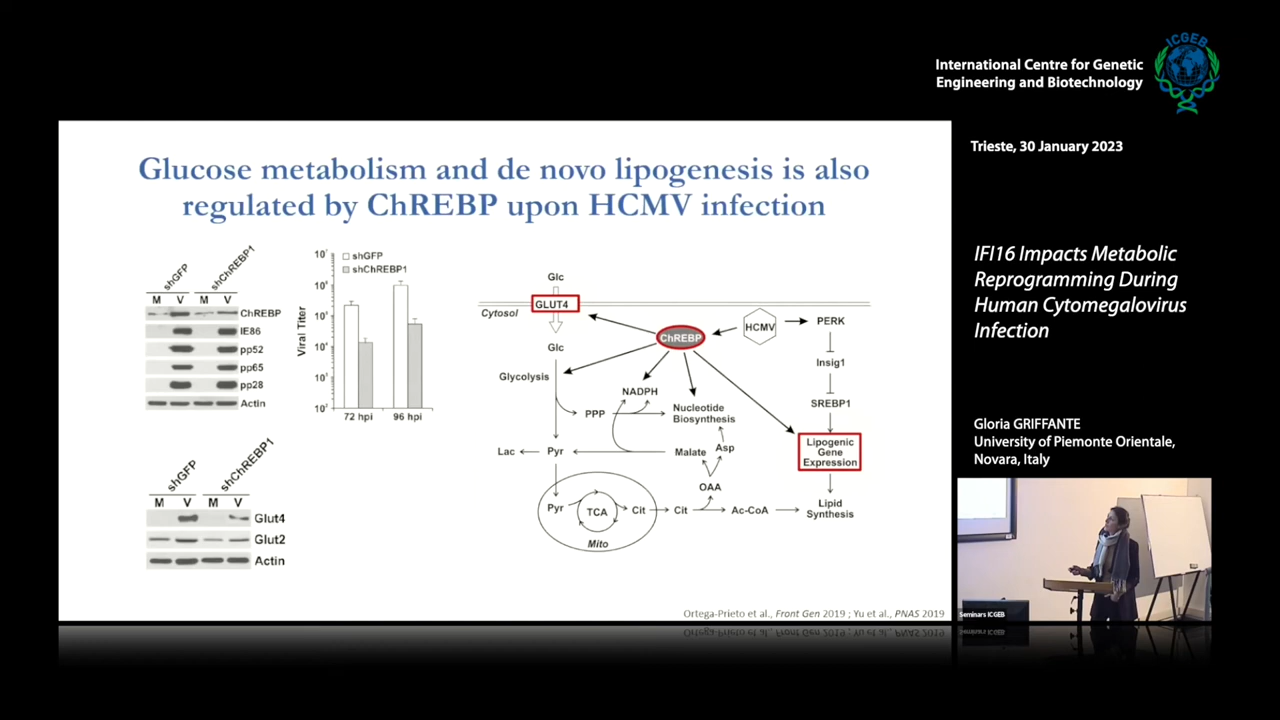 ICGEB
International Centre for Genetic
Engineering and Biotechnology
Trieste, 30 January 2023
Glucose metabolism and de novo lipogenesis is also
regulated by ChREBP upon HCMV infection
shGFP
shChREBP1
M V M V
ChREBP
IE86
pp52
pp65
pp28
Actin
shGFP
shChREBP1
Viral Titer
72 hpi 96 hpi
shGFP
shChREBP1
M V M V
Glut4
Glut2
Actin
Glc
GLUT4
Cytosol
ChREBP
HCMV
PERK
Glc
Insig1
Glycolysis
NADPH
SREBP1
PPP
Nucleotide
Biosynthesis
Lac
Pyr
Malate
Asp
Lipogenic
Gene
Expression
OAA
Pyr
TCA
Cit
Cit
Ac-CoA
Lipid
Synthesis
Mito
Ortega-Prieto et al., Front Gen 2019 ; Yu et al., PNAS 2019
IFI16 Impacts Metabolic
Reprogramming During
Human Cytomegalovirus
Infection
Gloria GRIFFANTE
University of Piemonte Orientale,
Novara, Italy
Seminars ICGEB